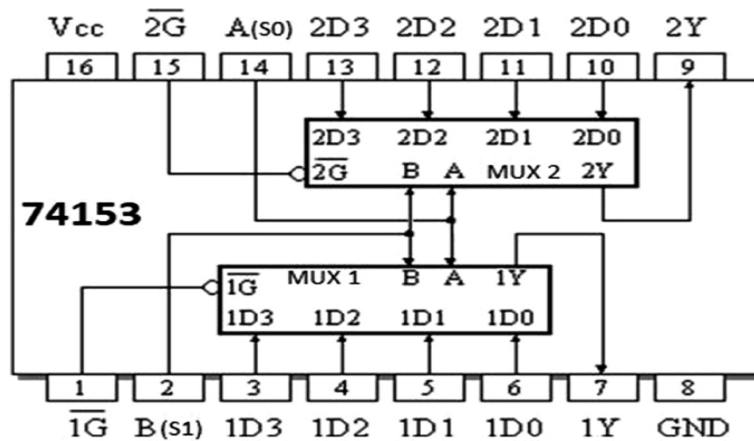 Vcc 2G A(S0) 2D3 2D2 2D1 2D0 2Y
16 15 14 13 12 11 10 9
2D3 2D2 2D1 2D0
2G B A MUX 2 2Y
74153
1G MUX 1 B A 1Y
1D3 1D2 1D1 1D0
1 2 3 4 5 6 7 8
1G B(S1) 1D3 1D2 1D1 1D0 1Y GND